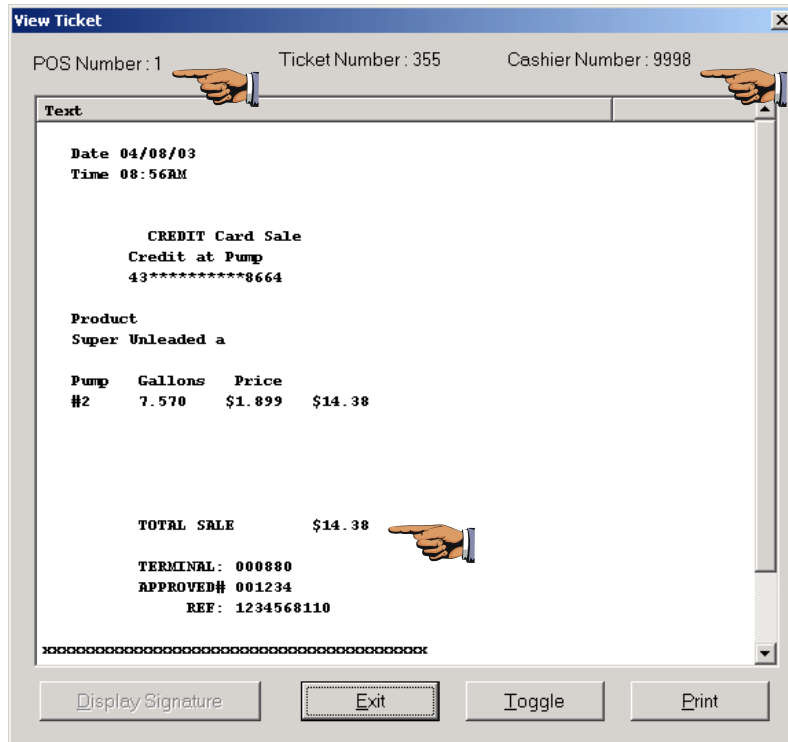 View Ticket
POS Number : 1 Ticket Number : 355 Cashier Number : 9998
Text
Date 04/08/03
Time 08:56AM
CREDIT Card Sale
Credit at Pump
43**********8664
Product
Super Unleaded a
Pump Gallons Price
#2 7.570 $1.899 $14.38
TOTAL SALE $14.38
TERMINAL: 000880
APPROVED# 001234
REF: 1234568110
xxxxxxxxxxxxxxxxxxxxxxxxxxxxxxxxxxxxxxxx
Display Signature Exit Toggle Print